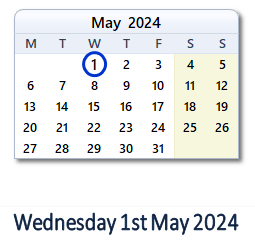 May 2024
M T W T F S S
1 2 3 4 5
6 7 8 9 10 11 12
13 14 15 16 17 18 19
20 21 22 23 24 25 26
27 28 29 30 31
Wednesday 1st May 2024